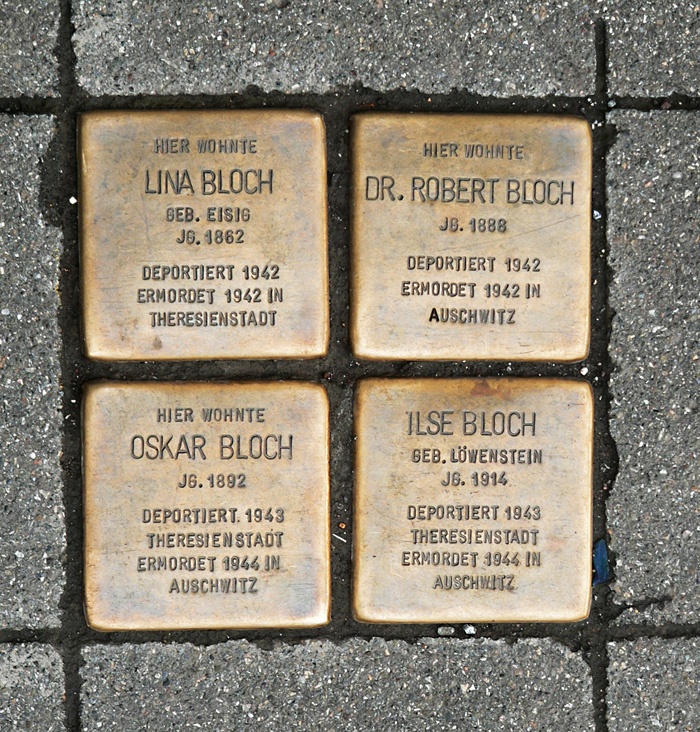 HIER WOHNTE
LINA BLOCH
GEB. EISIG
JG. 1862
DEPORTIERT 1942
ERMORDET 1942 IN
THERESIENSTADT
HIER WOHNTE
DR. ROBERT BLOCH
JG. 1888
DEPORTIERT 1942
ERMORDET 1942 IN
AUSCHWITZ
HIER WOHNTE
OSKAR BLOCH
JG. 1892
DEPORTIERT. 1943
THERESIENSTADT
ERMORDET 1944 IN
AUSCHWITZ
ILSE BLOCH
GEB. LÖWENSTEIN
JG. 1914
DEPORTIERT 1943
THERESIENSTADT
ERMORDET 1944 IN
AUSCHWITZ